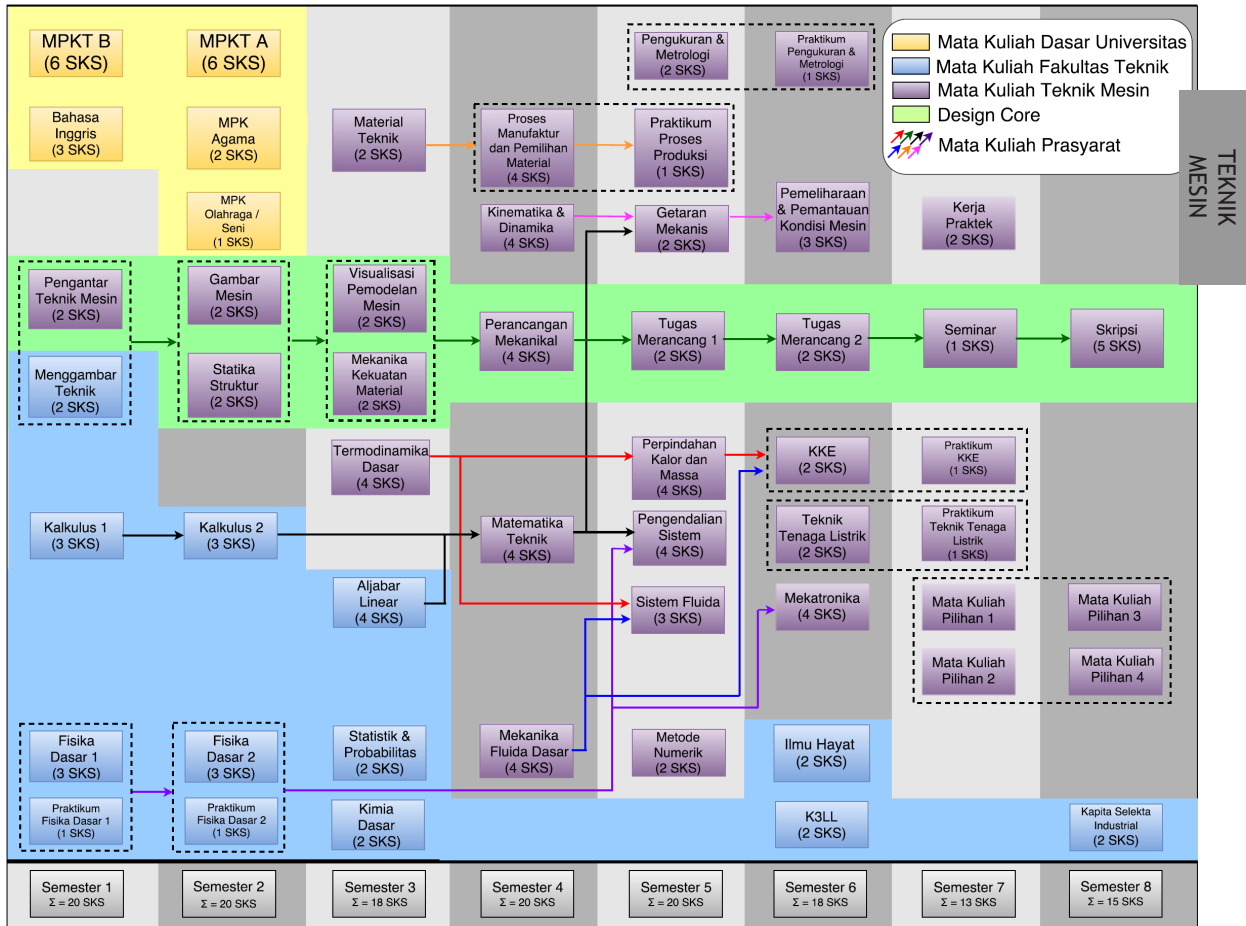 MPKT B
(6 SKS)
MPKT A
(6 SKS)
Pengukuran &
Metrologi
(2 SKS)
Praktikum
Pengukuran &
Metrologi
(1 SKS)
Mata Kuliah Dasar Universitas
Mata Kuliah Fakultas Teknik
Mata Kuliah Teknik Mesin
Design Core
Mata Kuliah Prasyarat
TEKNIK
MESIN
Bahasa
Inggris
(3 SKS)
MPK
Agama
(2 SKS)
Material
Teknik
(2 SKS)
Proses
Manufaktur
dan Pemilihan
Material
(4 SKS)
Praktikum
Proses
Produksi
(1 SKS)
MPK
Olahraga /
Seni
(1 SKS)
Kinematika &
Dinamika
(4 SKS)
Getaran
Mekanis
(2 SKS)
Pemeliharaan
& Pemantauan
Kondisi Mesin
(3 SKS)
Kerja
Praktek
(2 SKS)
Pengantar
Teknik Mesin
(2 SKS)
Gambar
Mesin
(2 SKS)
Visualisasi
Pemodelan
Mesin
(2 SKS)
Perancangan
Mekanikal
(4 SKS)
Tugas
Merancang 1
(2 SKS)
Tugas
Merancang 2
(2 SKS)
Seminar
(1 SKS)
Skripsi
(5 SKS)
Menggambar
Teknik
(2 SKS)
Statika
Struktur
(2 SKS)
Mekanika
Kekuatan
Material
(2 SKS)
Termodinamika
Dasar
(4 SKS)
Perpindahan
Kalor dan
Massa
(4 SKS)
KKE
(2 SKS)
Praktikum
KKE
(1 SKS)
Kalkulus 1
(3 SKS)
Kalkulus 2
(3 SKS)
Matematika
Teknik
(4 SKS)
Pengendalian
Sistem
(4 SKS)
Teknik
Tenaga Listrik
(2 SKS)
Praktikum
Teknik Tenaga
Listrik
(1 SKS)
Aljabar
Linear
(4 SKS)
Sistem Fluida
(3 SKS)
Mekatronika
(4 SKS)
Mata Kuliah
Pilihan 1
Mata Kuliah
Pilihan 3
Mata Kuliah
Pilihan 2
Mata Kuliah
Pilihan 4
Fisika
Dasar 1
(3 SKS)
Fisika
Dasar 2
(3 SKS)
Statistik &
Probabilitas
(2 SKS)
Mekanika
Fluida Dasar
(4 SKS)
Metode
Numerik
(2 SKS)
Ilmu Hayat
(2 SKS)
Praktikum
Fisika Dasar 1
(1 SKS)
Praktikum
Fisika Dasar 2
(1 SKS)
Kimia
Dasar
(2 SKS)
K3LL
(2 SKS)
Kapita Selekta
Industrial
(2 SKS)
Semester 1
Σ = 20 SKS
Semester 2
Σ = 20 SKS
Semester 3
Σ = 18 SKS
Semester 4
Σ = 20 SKS
Semester 5
Σ = 20 SKS
Semester 6
Σ = 18 SKS
Semester 7
Σ = 13 SKS
Semester 8
Σ = 15 SKS